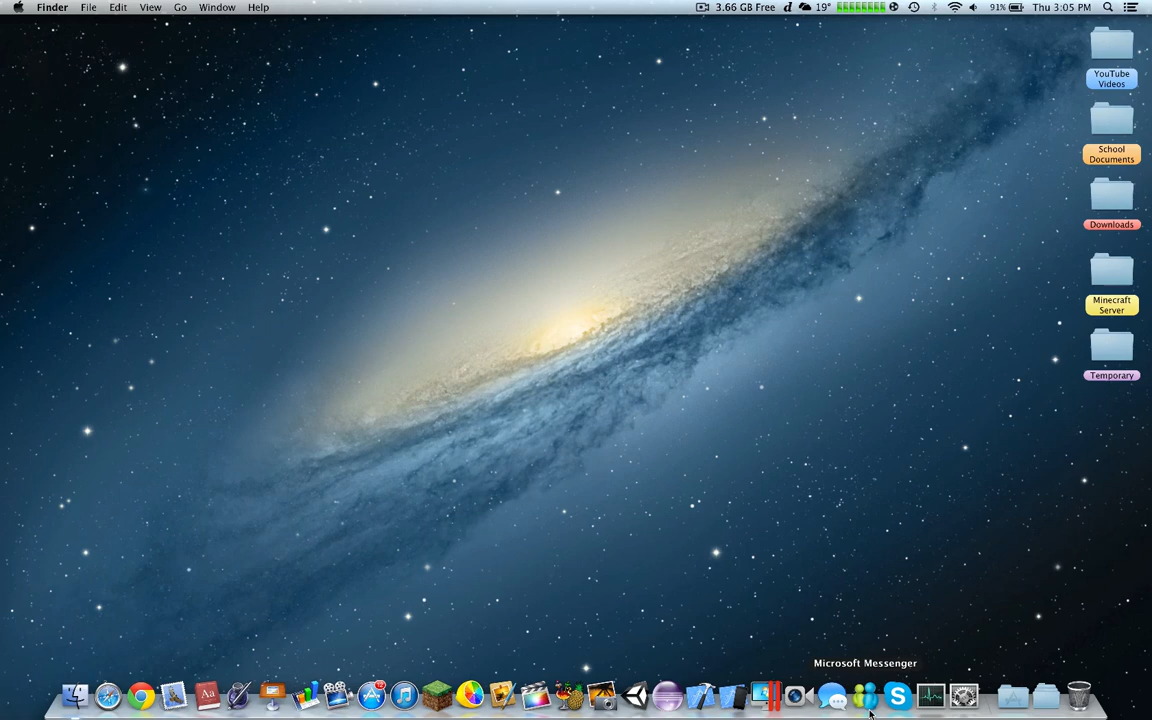 Finder File Edit View Go Window Help 3.66 GB Free d 19° 91% Thu 3:05 PM
YouTube
Videos
School
Documents
Downloads
Minecraft
Server
Temporary
Microsoft Messenger
Aa
S